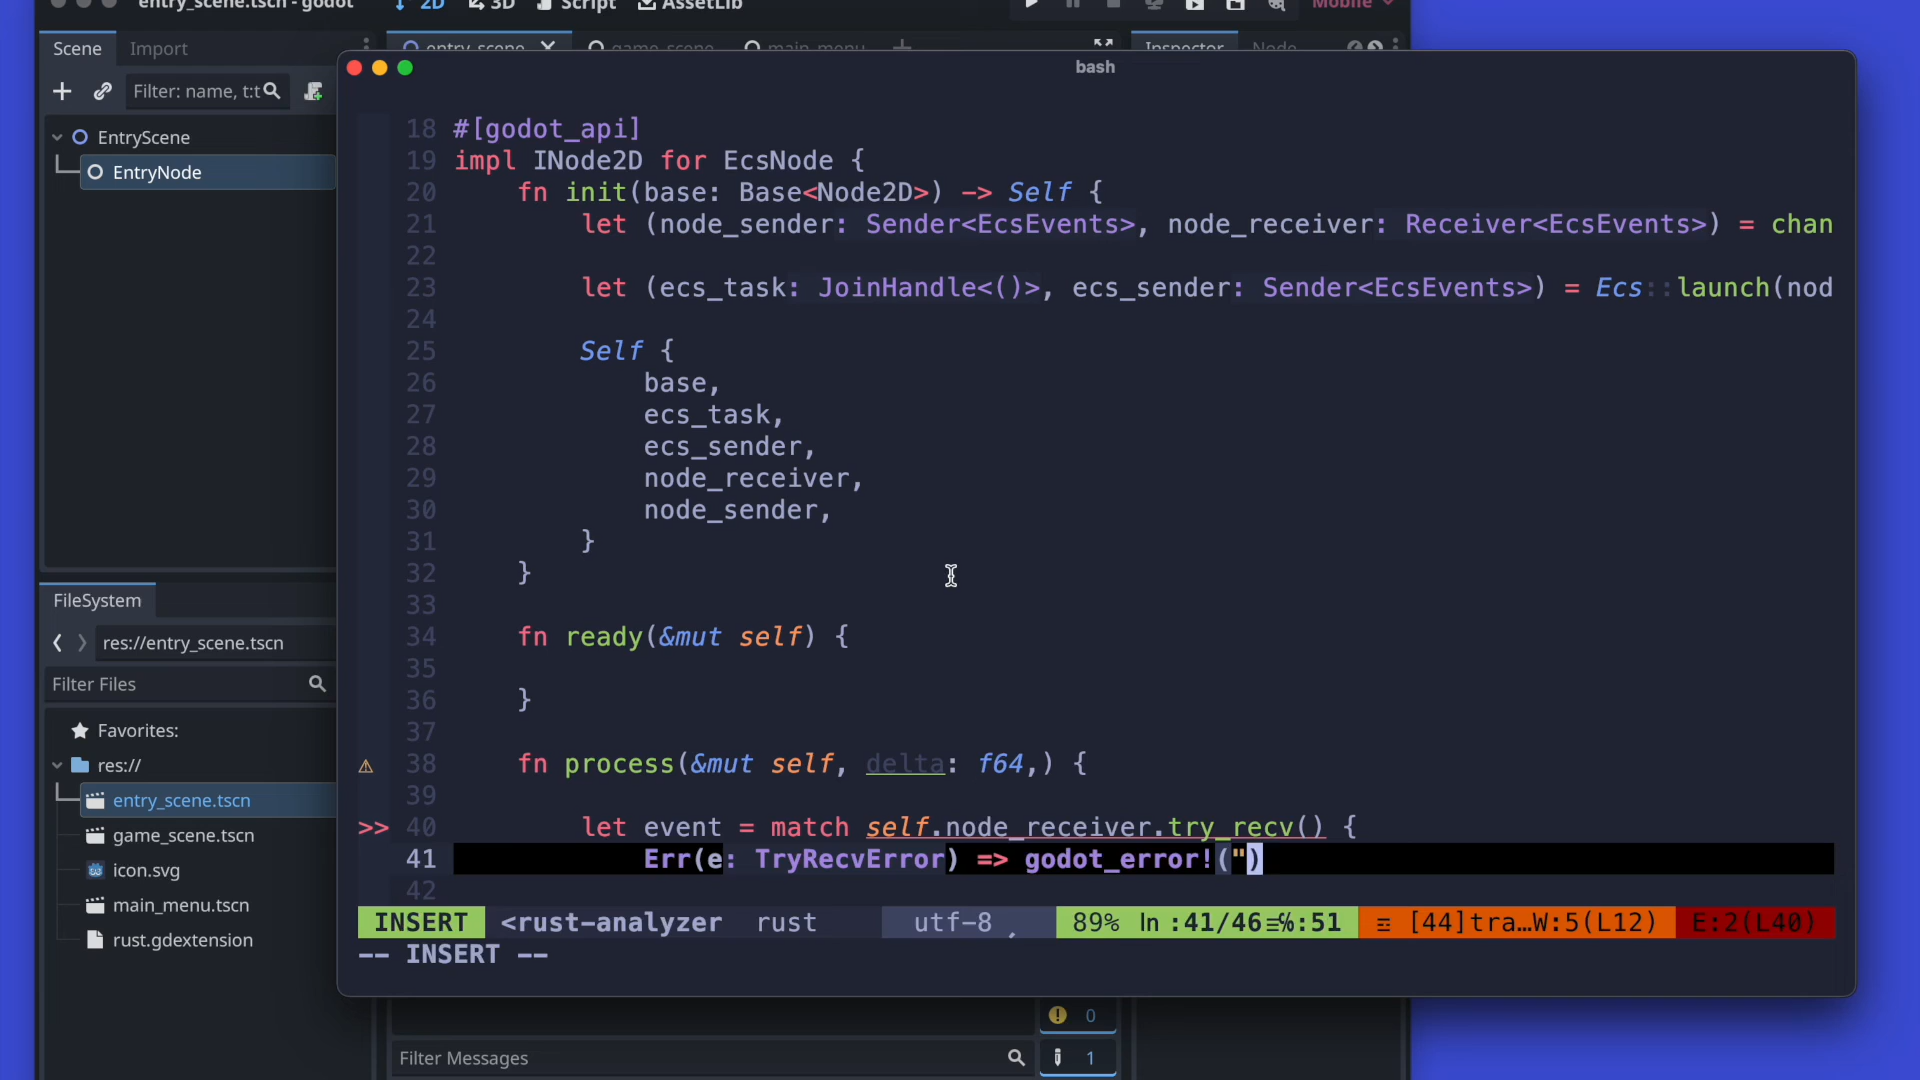 entry_scene.tscn - godot
2D
3D
Script
AssetLib
Mobile
Scene
Import
entry_scene
game_scene
main_menu
Inspector
Node
Filter: name, t:t
bash
EntryScene
EntryNode
18 #[godot_api]
19 impl INode2D for EcsNode {
20 fn init(base: Base<Node2D>) -> Self {
21 let (node_sender: Sender<EcsEvents>, node_receiver: Receiver<EcsEvents>) = chan
22
23 let (ecs_task: JoinHandle<()>, ecs_sender: Sender<EcsEvents>) = Ecs::launch(nod
24
25 Self {
26 base,
27 ecs_task,
28 ecs_sender,
29 node_receiver,
30 node_sender,
31 }
32 }
33
34 fn ready(&mut self) {
35
36 }
37
38 fn process(&mut self, delta: f64,) {
39
>> 40 let event = match self.node_receiver.try_recv() {
41 Err(e: TryRecvError) => godot_error!(")
42
INSERT <rust-analyzer rust utf-8 89% ln :41/46≡℅:51 ☲ [44]tra…W:5(L12) E:2(L40)
-- INSERT --
FileSystem
res://entry_scene.tscn
Filter Files
Favorites:
res://
entry_scene.tscn
game_scene.tscn
icon.svg
main_menu.tscn
rust.gdextension
0
Filter Messages
1